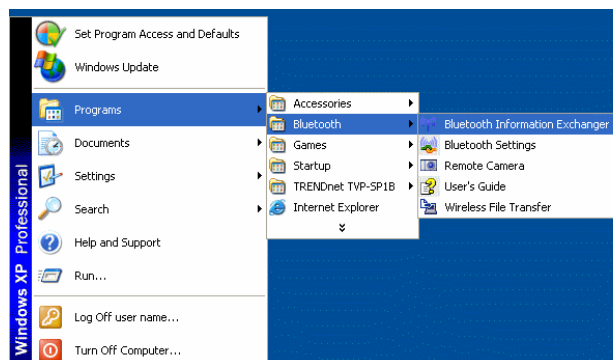 Set Program Access and Defaults
Windows Update
Programs
Documents
Settings
Search
Help and Support
Run...
Log Off user name...
Turn Off Computer...
Windows XP Professional
Accessories
Bluetooth
Games
Startup
TRENDnet TVP-SP1B
Internet Explorer
Bluetooth Information Exchanger
Bluetooth Settings
Remote Camera
User's Guide
Wireless File Transfer